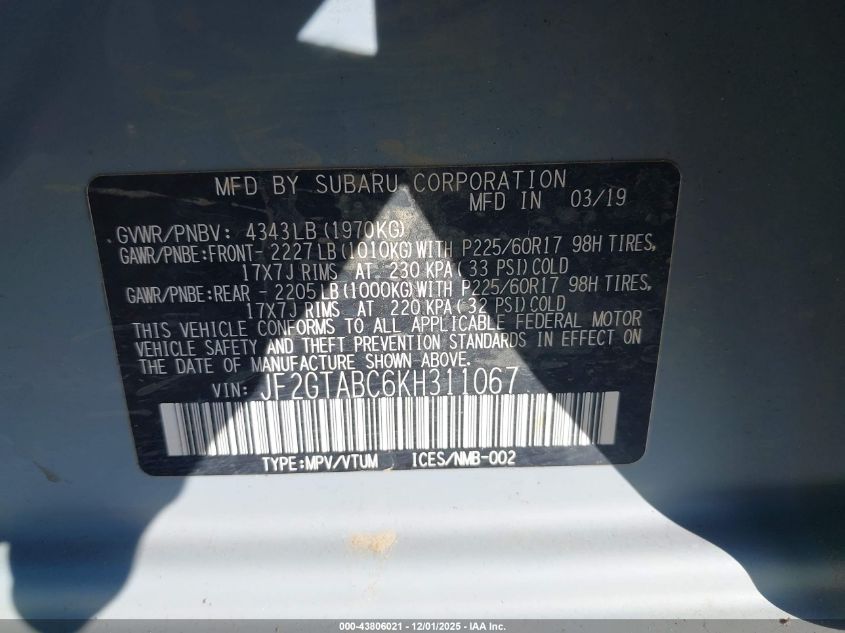 MFD BY SUBARU CORPORATION
MFD IN 03/19
GVWR/PNBV: 4343LB (1970KG)
GAWR/PNBE:FRONT- 2227LB (1010KG) WITH P225/60R17 98H TIRES,
17X7J RIMS AT 230 KPA (33 PSI) COLD
GAWR/PNBE:REAR - 2205LB (1000KG) WITH P225/60R17 98H TIRES,
17X7J RIMS AT 220 KPA (32 PSI) COLD
THIS VEHICLE CONFORMS TO ALL APPLICABLE FEDERAL MOTOR
VEHICLE SAFETY AND THEFT PREVENTION STANDARDS IN EFFECT ON
THE DATE OF MANUFACTURE SHOWN ABOVE.
VIN: JF2GTABC6KH311067
TYPE:MPV/VTUM ICES/NMB-002
000-43806021 - 12/01/2025 - IAA Inc.